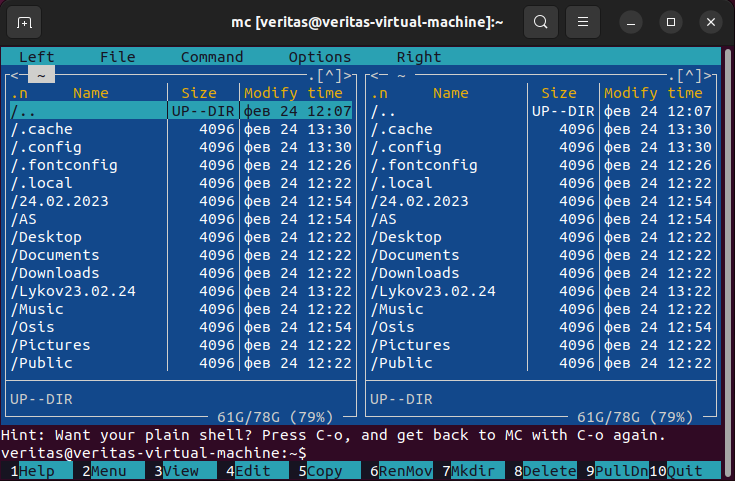 mc [veritas@veritas-virtual-machine]:~
Left File Command Options Right
<─ ~ .[^]> <─ ~ .[^]>
.n Name Size Modify time .n Name Size Modify time
/.. UP--DIR фев 24 12:07 /.. UP--DIR фев 24 12:07
/.cache 4096 фев 24 13:30 /.cache 4096 фев 24 13:30
/.config 4096 фев 24 13:30 /.config 4096 фев 24 13:30
/.fontconfig 4096 фев 24 12:26 /.fontconfig 4096 фев 24 12:26
/.local 4096 фев 24 12:22 /.local 4096 фев 24 12:22
/24.02.2023 4096 фев 24 12:54 /24.02.2023 4096 фев 24 12:54
/AS 4096 фев 24 12:54 /AS 4096 фев 24 12:54
/Desktop 4096 фев 24 12:22 /Desktop 4096 фев 24 12:22
/Documents 4096 фев 24 12:22 /Documents 4096 фев 24 12:22
/Downloads 4096 фев 24 12:22 /Downloads 4096 фев 24 12:22
/Lykov23.02.24 4096 фев 24 13:22 /Lykov23.02.24 4096 фев 24 13:22
/Music 4096 фев 24 12:22 /Music 4096 фев 24 12:22
/Osis 4096 фев 24 12:54 /Osis 4096 фев 24 12:54
/Pictures 4096 фев 24 12:22 /Pictures 4096 фев 24 12:22
/Public 4096 фев 24 12:22 /Public 4096 фев 24 12:22
UP--DIR UP--DIR
61G/78G (79%) 61G/78G (79%)
Hint: Want your plain shell? Press C-o, and get back to MC with C-o again.
veritas@veritas-virtual-machine:~$
1Help 2Menu 3View 4Edit 5Copy 6RenMov 7Mkdir 8Delete 9PullDn 10Quit